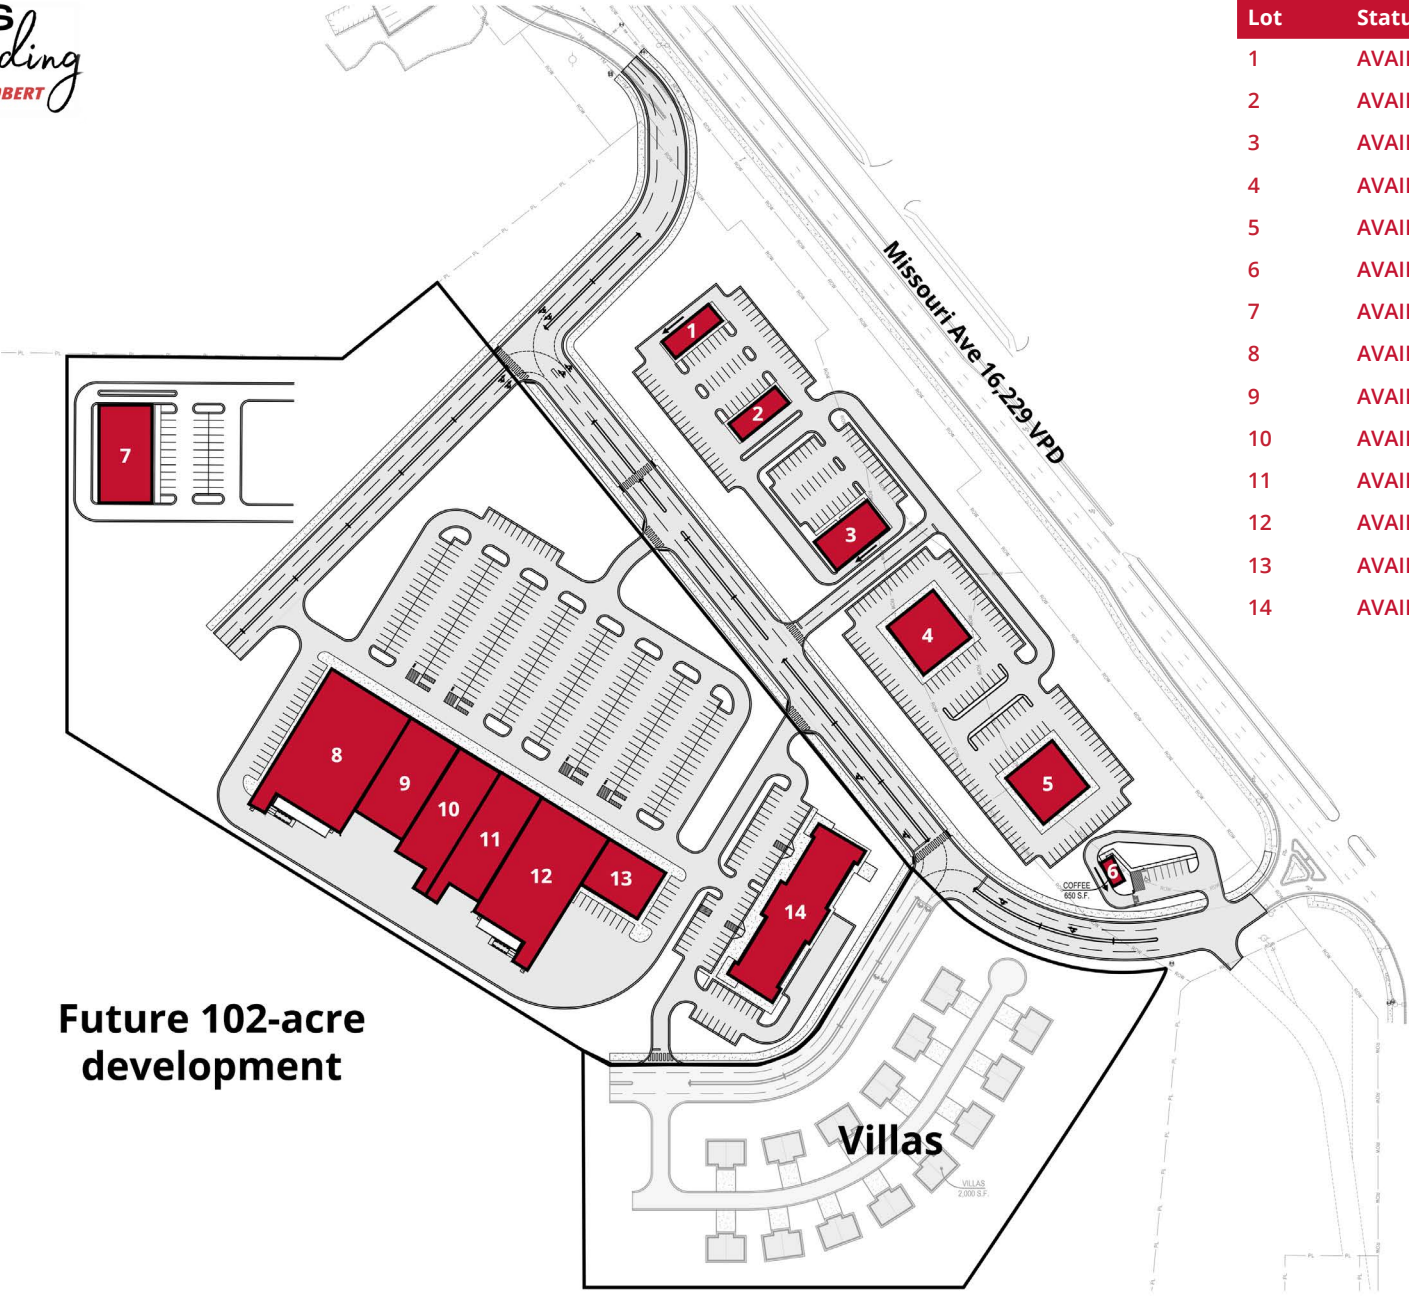 S
ding
OBERT
Lot Statu
1 AVAIL
2 AVAIL
3 AVAIL
4 AVAIL
5 AVAIL
6 AVAIL
7 AVAIL
8 AVAIL
9 AVAIL
10 AVAIL
11 AVAIL
12 AVAIL
13 AVAIL
14 AVAIL
Missouri Ave 16,229 VPD
1
2
3
7
4
5
8
9
10
11
12
13
14
6
COFFEE
650 S.F.
Future 102-acre
development
Villas
VILLAS
2,000 S.F.